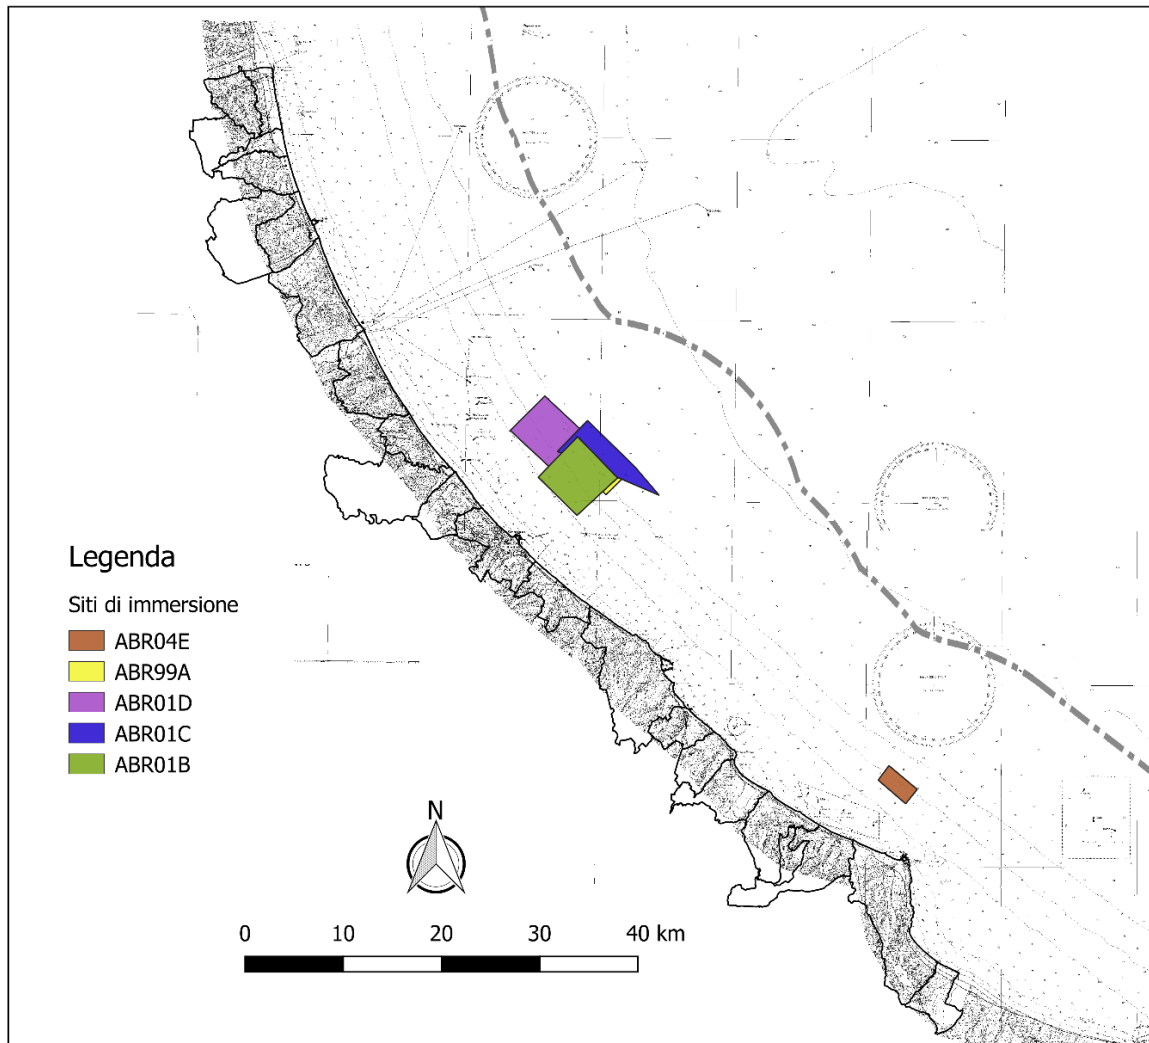 Legenda
Siti di immersione
ABR04E
ABR99A
ABR01D
ABR01C
ABR01B
N
0 10 20 30 40 km